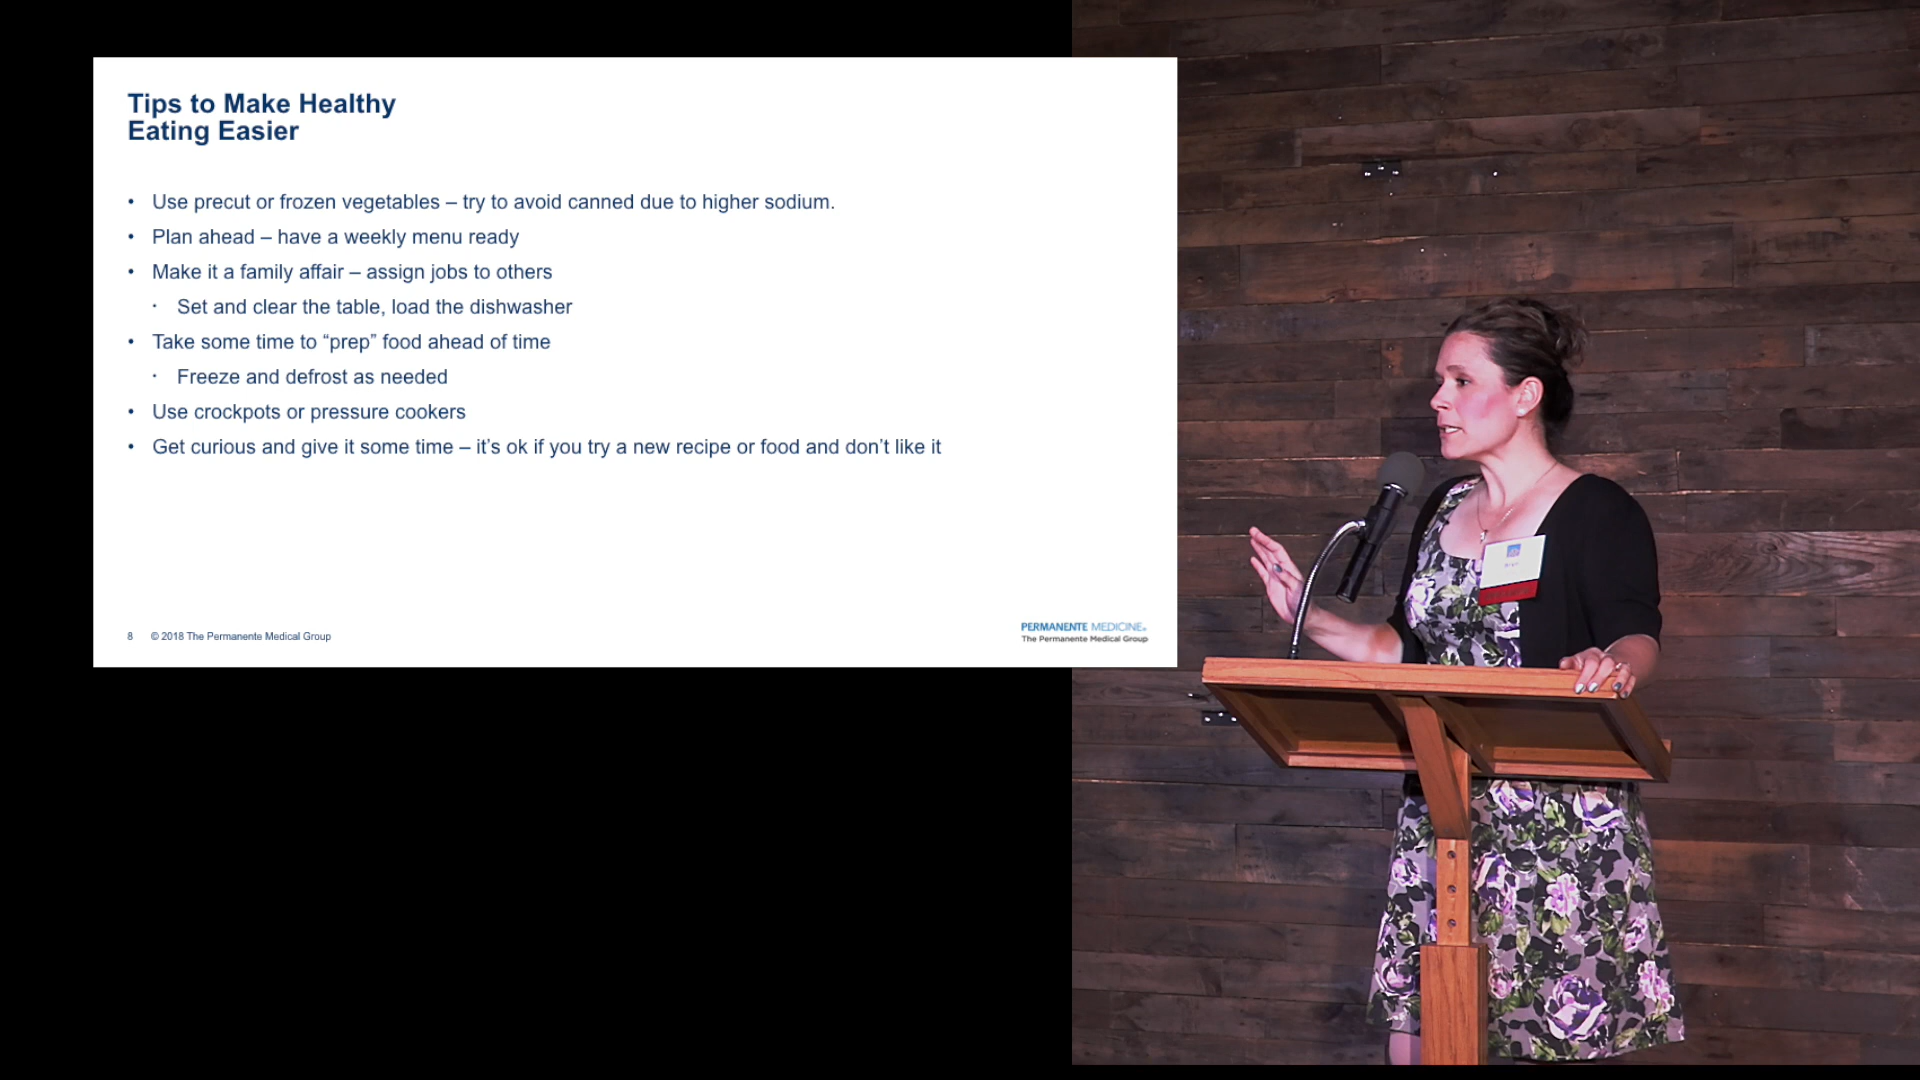 Tips to Make Healthy
Eating Easier
• Use precut or frozen vegetables – try to avoid canned due to higher sodium.
• Plan ahead – have a weekly menu ready
• Make it a family affair – assign jobs to others
• Set and clear the table, load the dishwasher
• Take some time to “prep” food ahead of time
• Freeze and defrost as needed
• Use crockpots or pressure cookers
• Get curious and give it some time – it’s ok if you try a new recipe or food and don’t like it
8 © 2018 The Permanente Medical Group
PERMANENTE MEDICINE®
The Permanente Medical Group